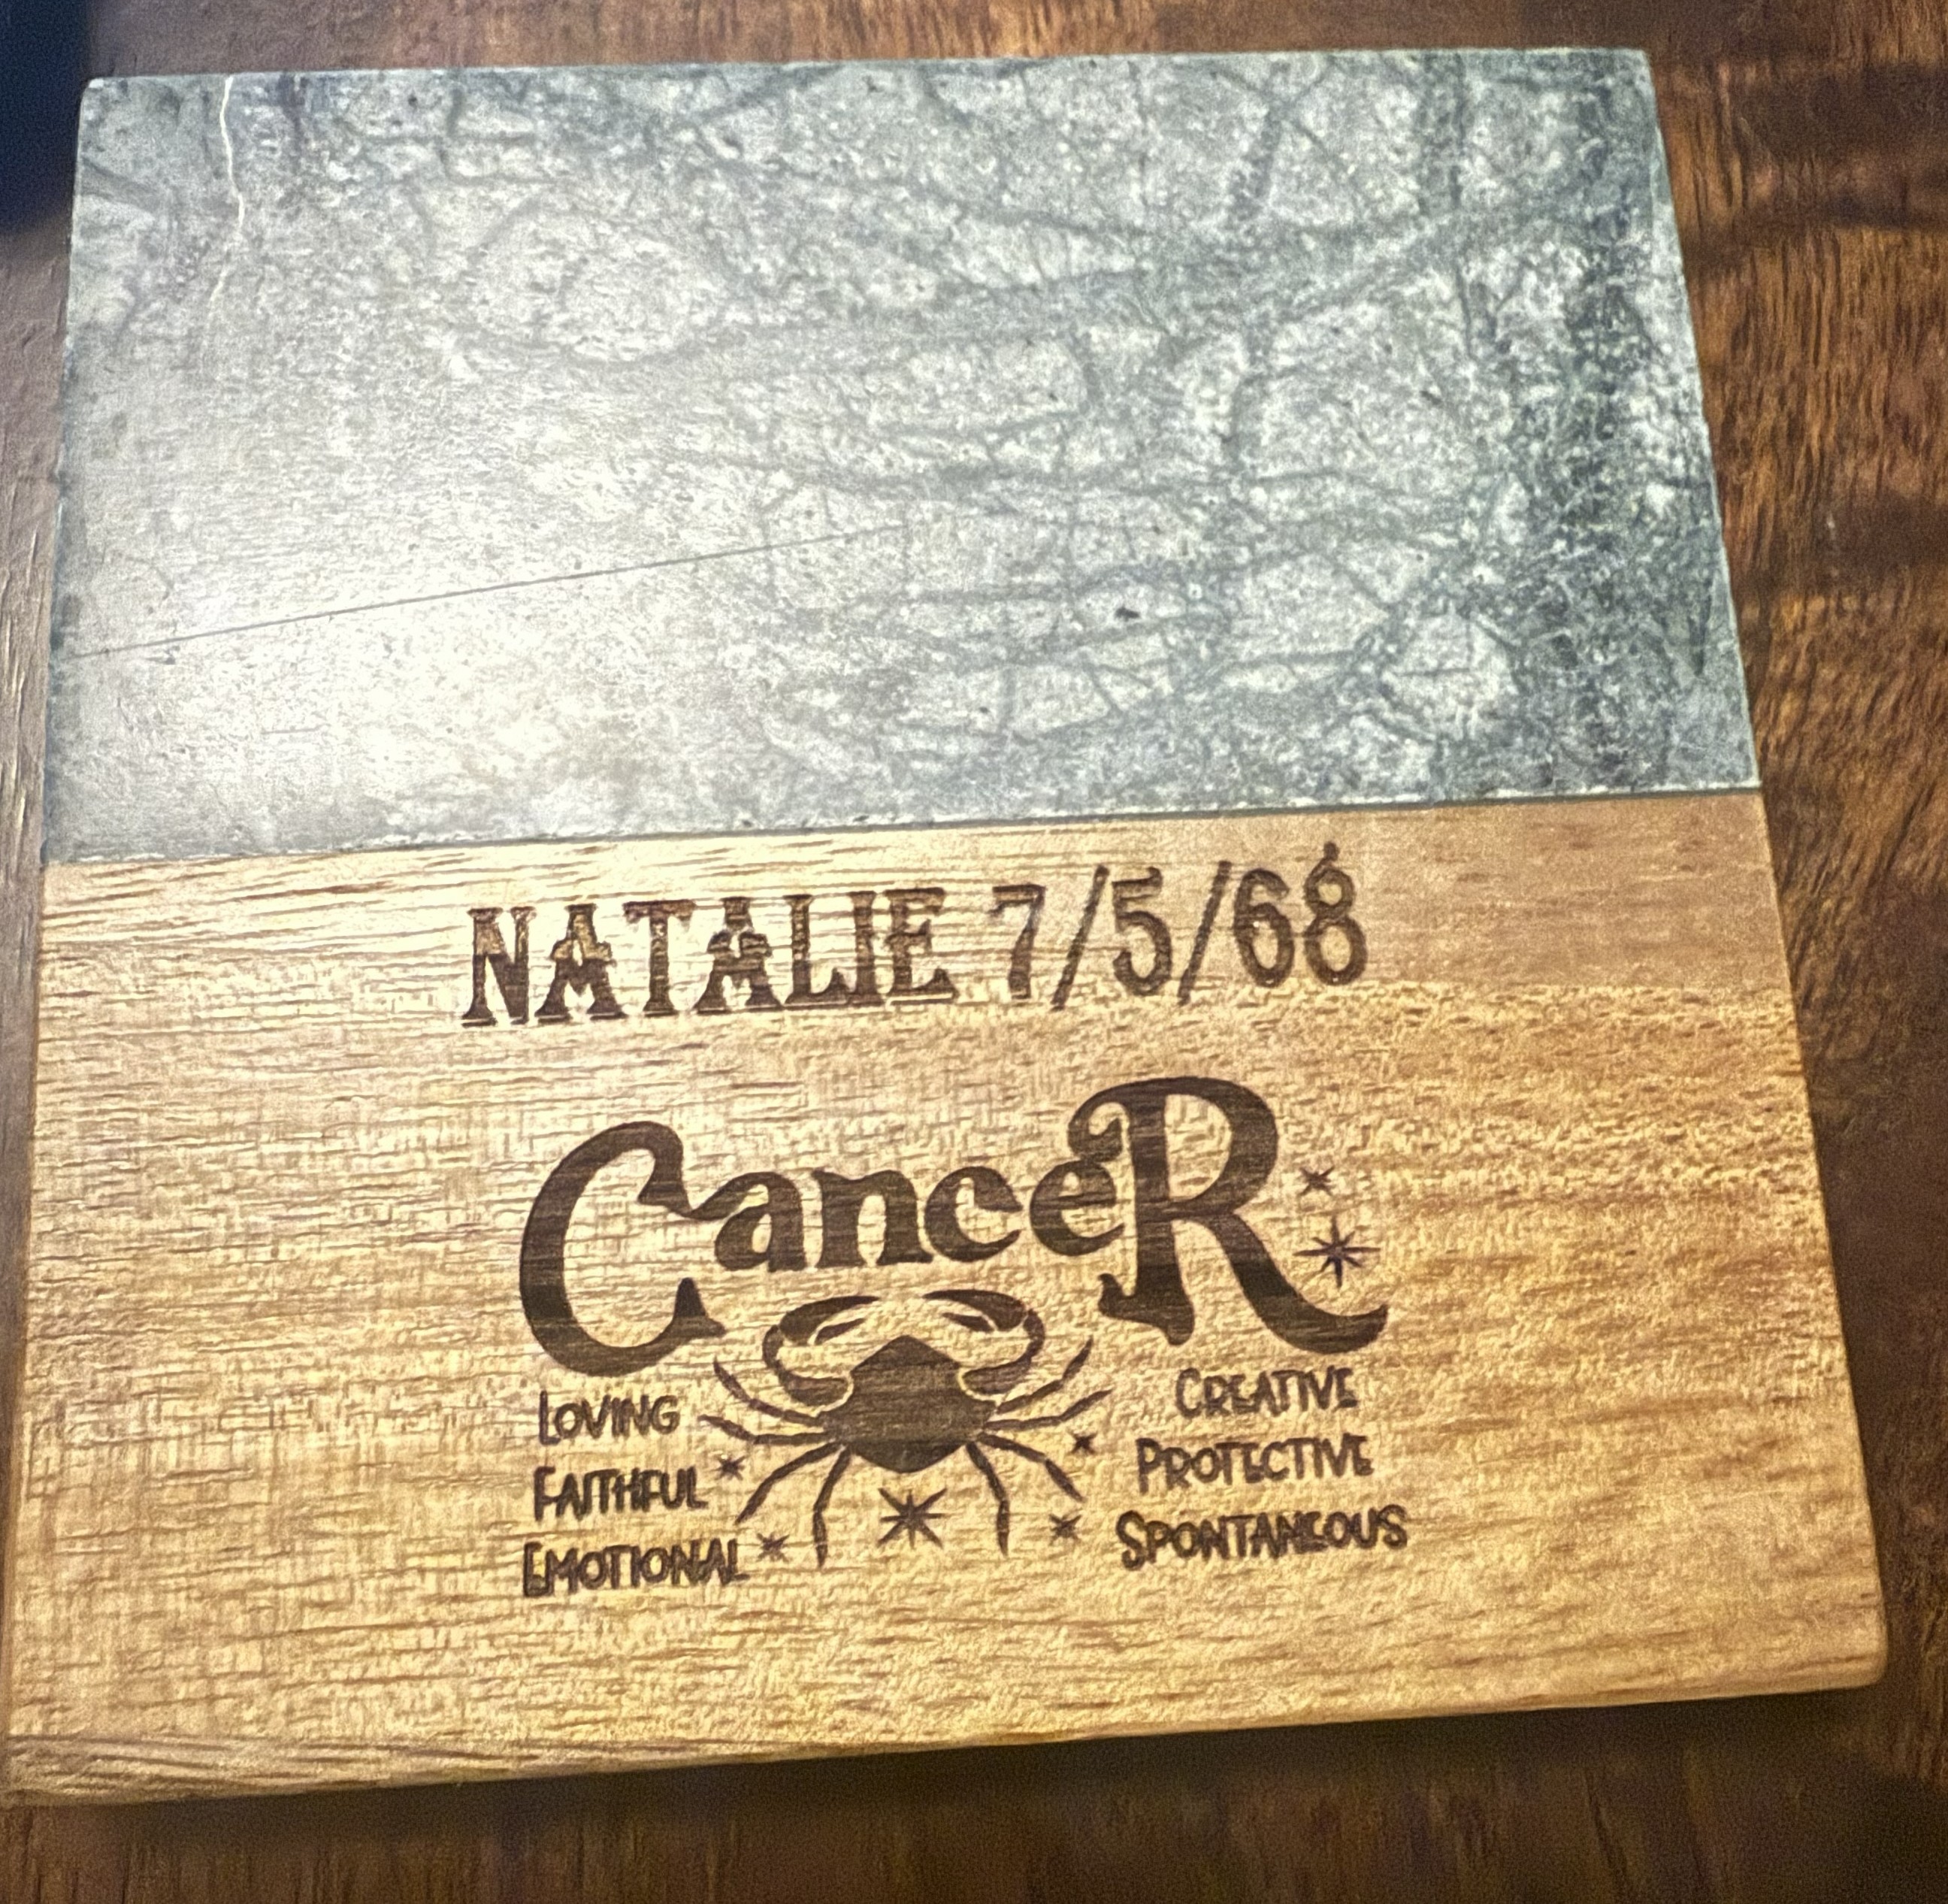 NATALIE 7/5/68
CanceR
LOVING
FAITHFUL
EMOTIONAL
CREATIVE
PROTECTIVE
SPONTANEOUS